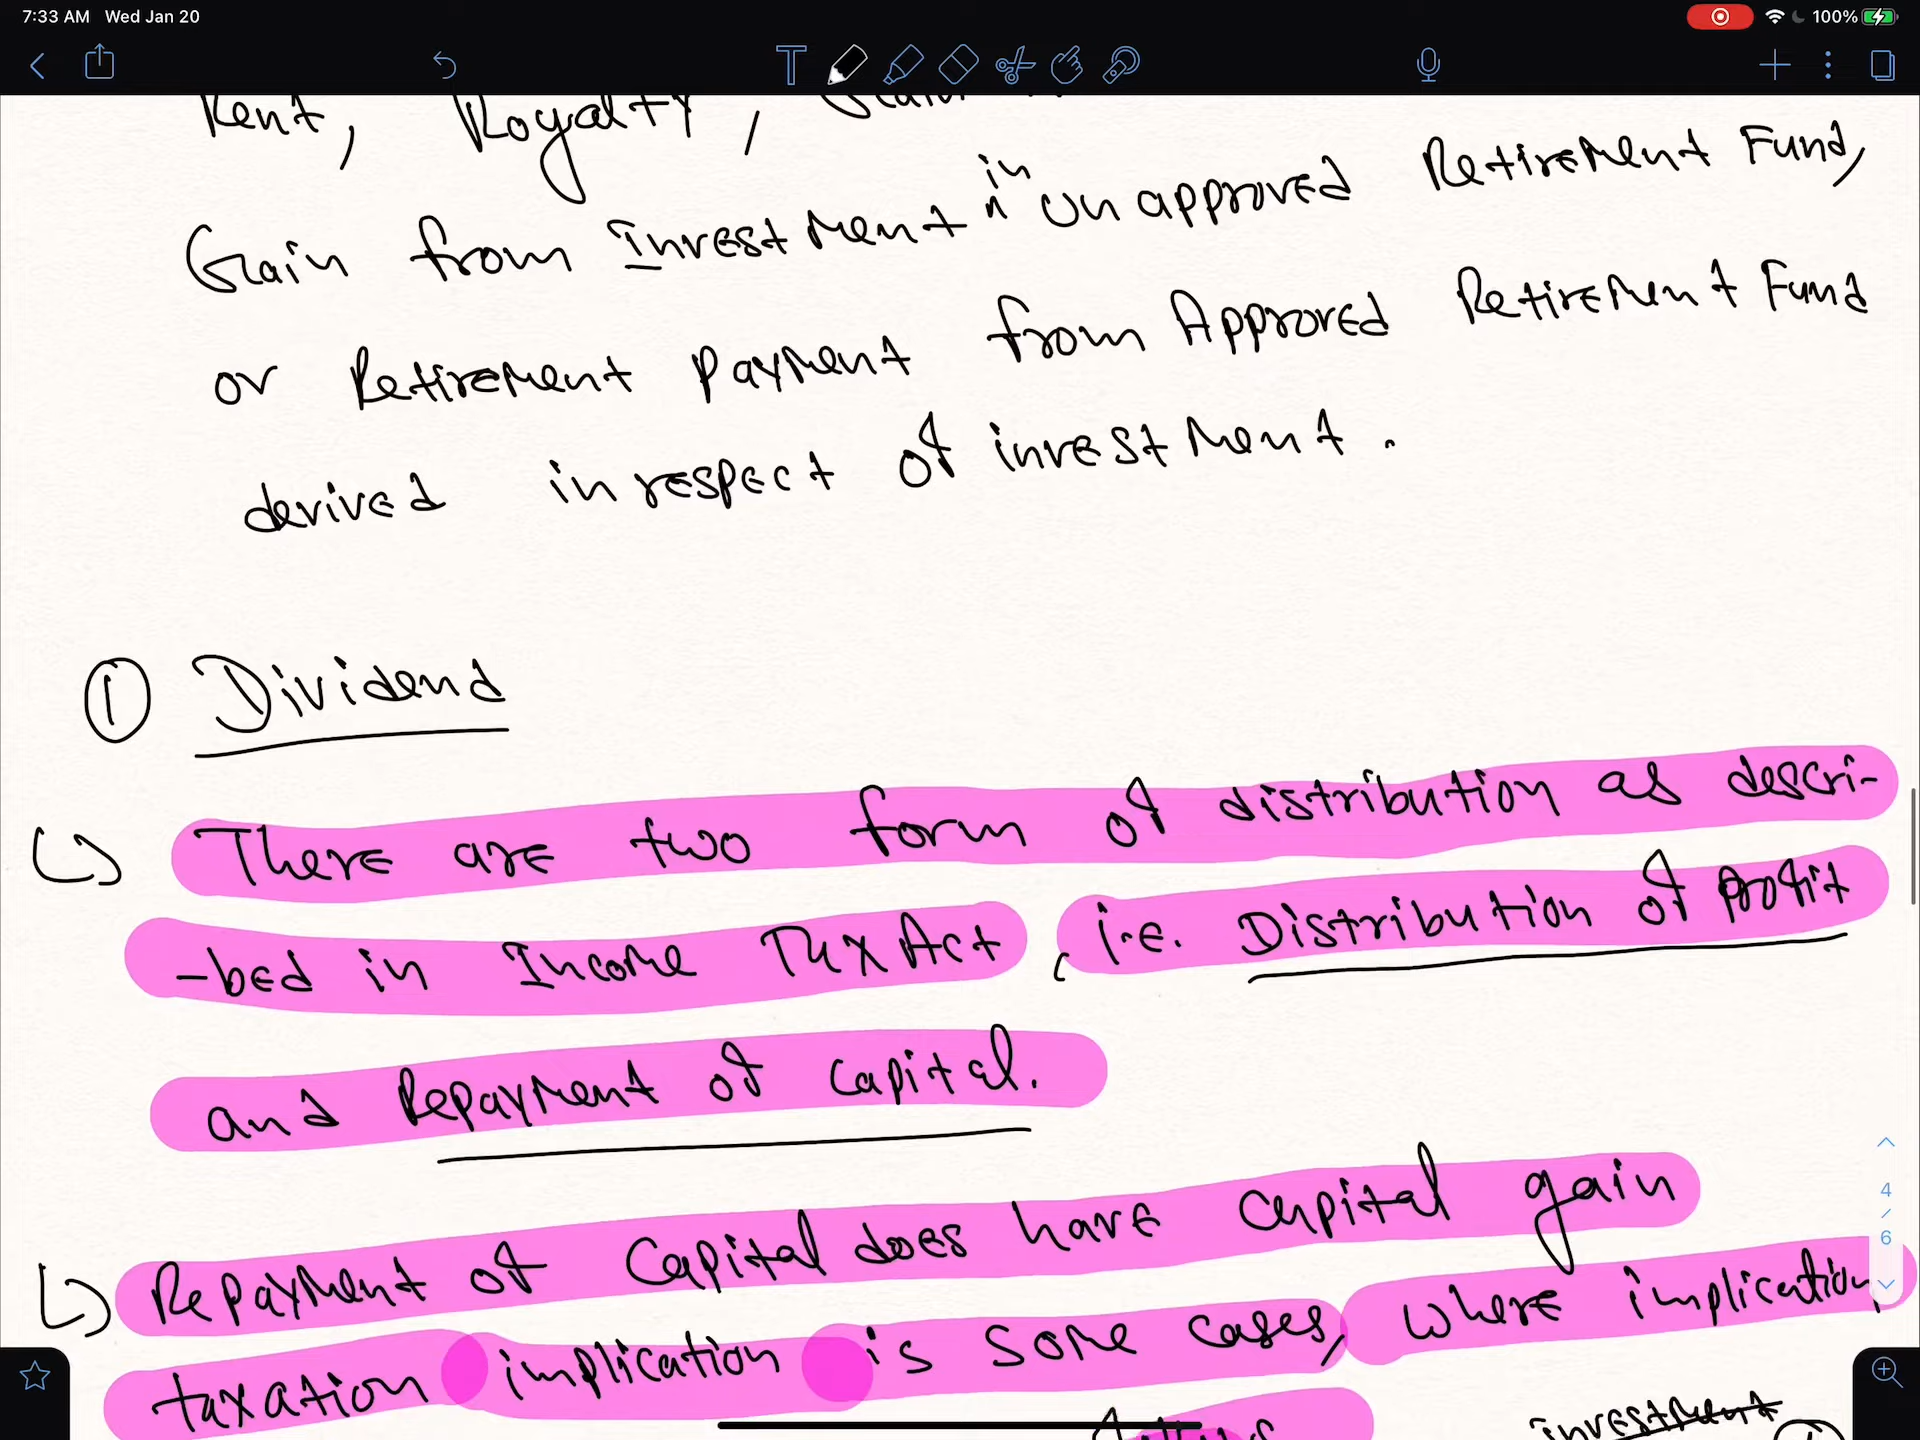 7:33 AM Wed Jan 20
100%
Rent, Royalty,
Gain from Investment in Unapproved Retirement Fund,
or Retirement Payment from Approved Retirement Fund
derived in respect of investment.
① Dividend
There are two form of distribution as descri-
-bed in Income Tax Act, i.e. Distribution of profit
and Repayment of capital.
Repayment of Capital does have capital gain
taxation implication is some cases, where implication
investment
4
/
6